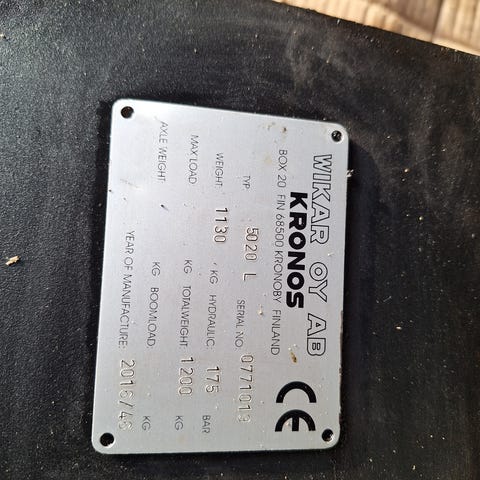 WIKAR OY AB
KRONOS
BOX 20 FIN 68500 KRONOBY FINLAND
CE
TYP: 5020 L SERIAL NO: 0771019
WEIGHT: 1130 KG HYDRAULIC: 175 BAR
MAX LOAD: KG TOTALWEIGHT: 1200 KG
AXLE WEIGHT: KG BOOMLOAD: KG
YEAR OF MANUFACTURE: 2016/46